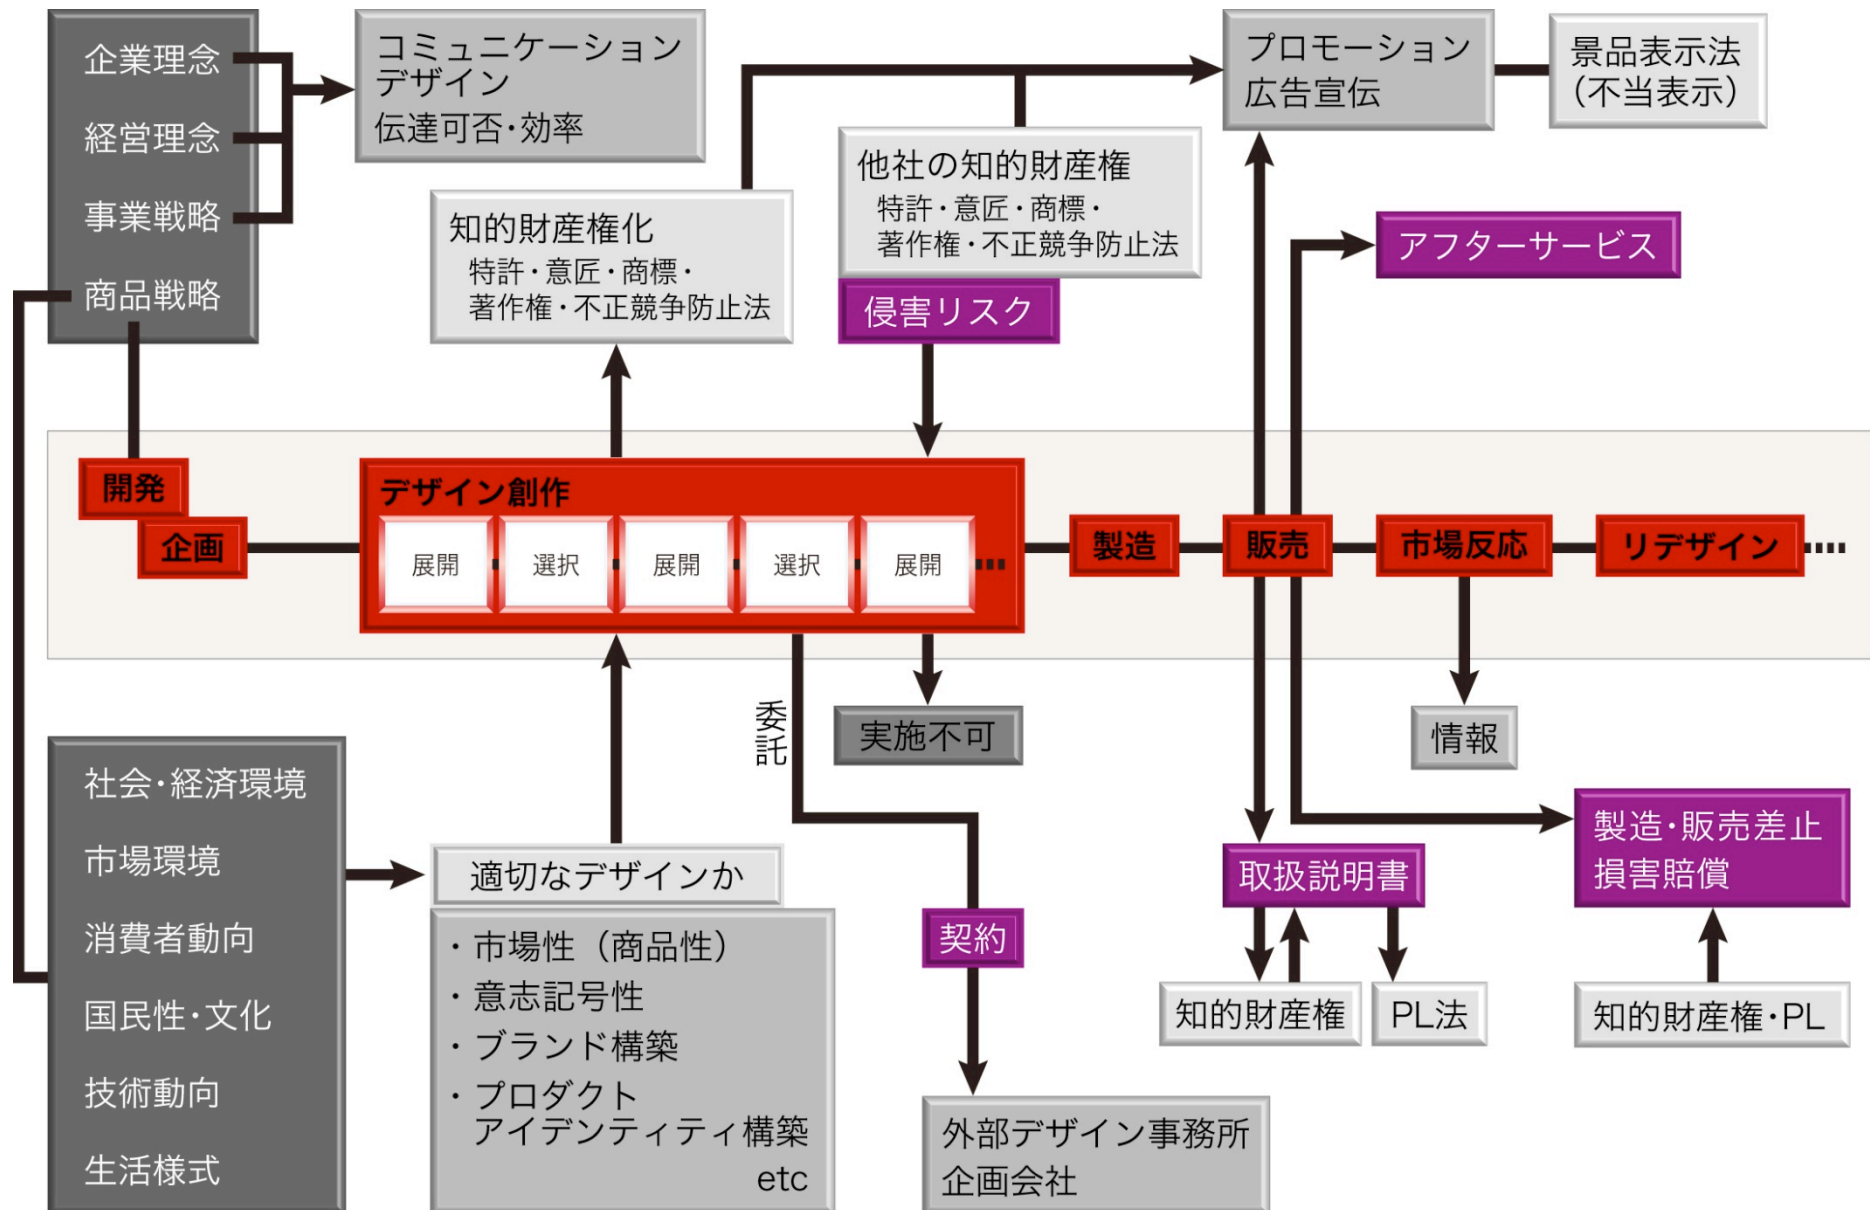 企業理念
経営理念
事業戦略
商品戦略
コミュニケーション
デザイン
伝達可否・効率
知的財産権化
特許・意匠・商標・
著作権・不正競争防止法
他社の知的財産権
特許・意匠・商標・
著作権・不正競争防止法
侵害リスク
プロモーション
広告宣伝
景品表示法
（不当表示）
アフターサービス
開発
企画
デザイン創作
展開
選択
展開
選択
展開
製造
販売
市場反応
リデザイン
委託
実施不可
情報
社会・経済環境
市場環境
消費者動向
国民性・文化
技術動向
生活様式
適切なデザインか
・市場性（商品性）
・意志記号性
・ブランド構築
・プロダクト
アイデンティティ構築
etc
契約
外部デザイン事務所
企画会社
取扱説明書
知的財産権
PL法
製造・販売差止
損害賠償
知的財産権・PL